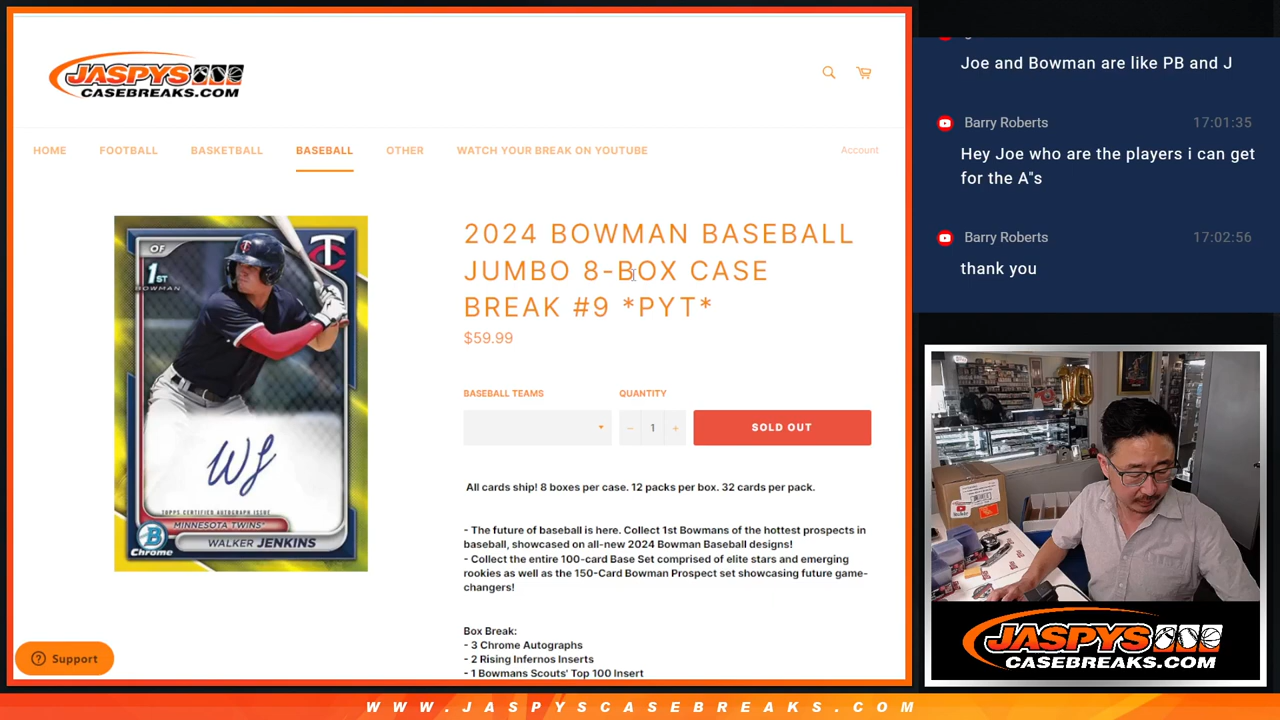 JASPYS
CASEBREAKS.COM
HOME FOOTBALL BASKETBALL BASEBALL OTHER WATCH YOUR BREAK ON YOUTUBE Account
OF
1ST
BOWMAN
TOPPS CERTIFIED AUTOGRAPH ISSUE
MINNESOTA TWINS
WALKER JENKINS
B
Chrome
2024 BOWMAN BASEBALL
JUMBO 8-BOX CASE
BREAK #9 *PYT*
$59.99
BASEBALL TEAMS QUANTITY
− 1 + SOLD OUT
All cards ship! 8 boxes per case. 12 packs per box. 32 cards per pack.
- The future of baseball is here. Collect 1st Bowmans of the hottest prospects in
baseball, showcased on all-new 2024 Bowman Baseball designs!
- Collect the entire 100-card Base Set comprised of elite stars and emerging
rookies as well as the 150-Card Bowman Prospect set showcasing future game-
changers!
Box Break:
- 3 Chrome Autographs
- 2 Rising Infernos Inserts
- 1 Bowmans Scouts' Top 100 Insert
Support
Joe and Bowman are like PB and J
Barry Roberts 17:01:35
Hey Joe who are the players i can get
for the A"s
Barry Roberts 17:02:56
thank you
10
JASPYS
CASEBREAKS.COM
WWW.JASPYSCASEBREAKS.COM